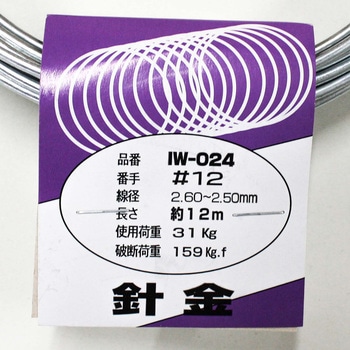 品番 IW-024
番手 #12
線径 2.60~2.50mm
長さ 約12m
使用荷重 31Kg
破断荷重 159Kg.f
針金